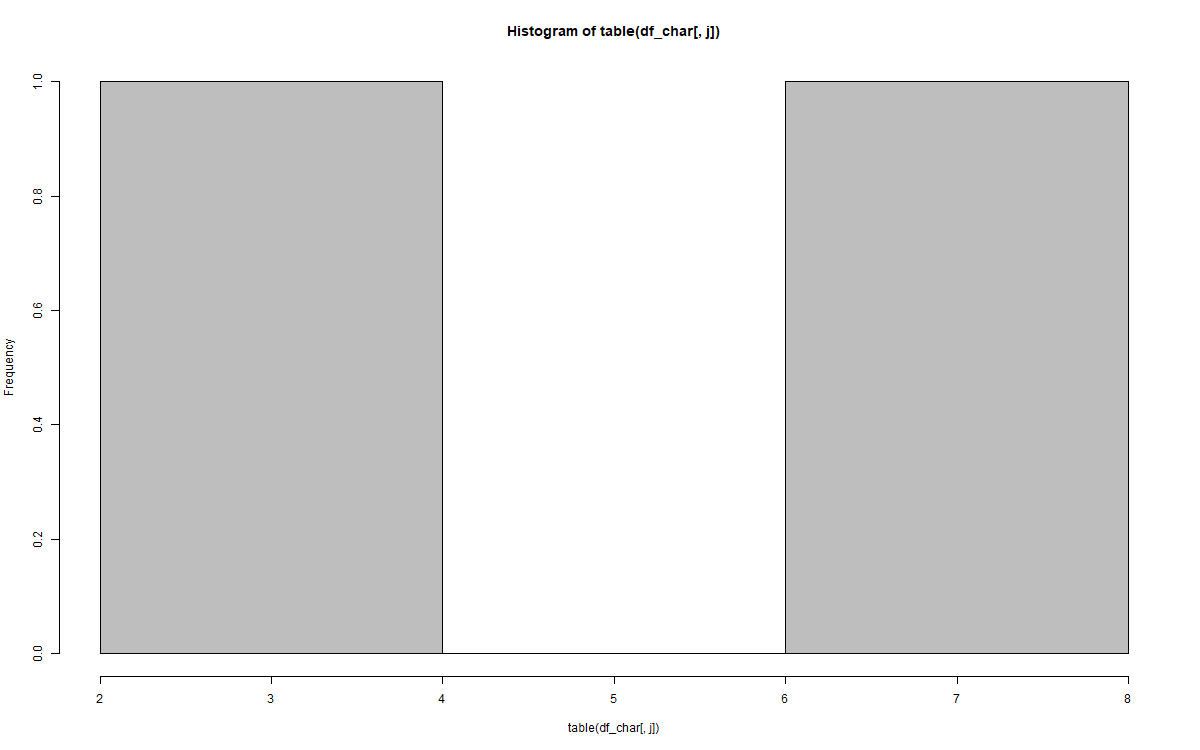 Histogram of table(df_char[, j])
Frequency
1.0
0.8
0.6
0.4
0.2
0.0
2 3 4 5 6 7 8
table(df_char[, j])